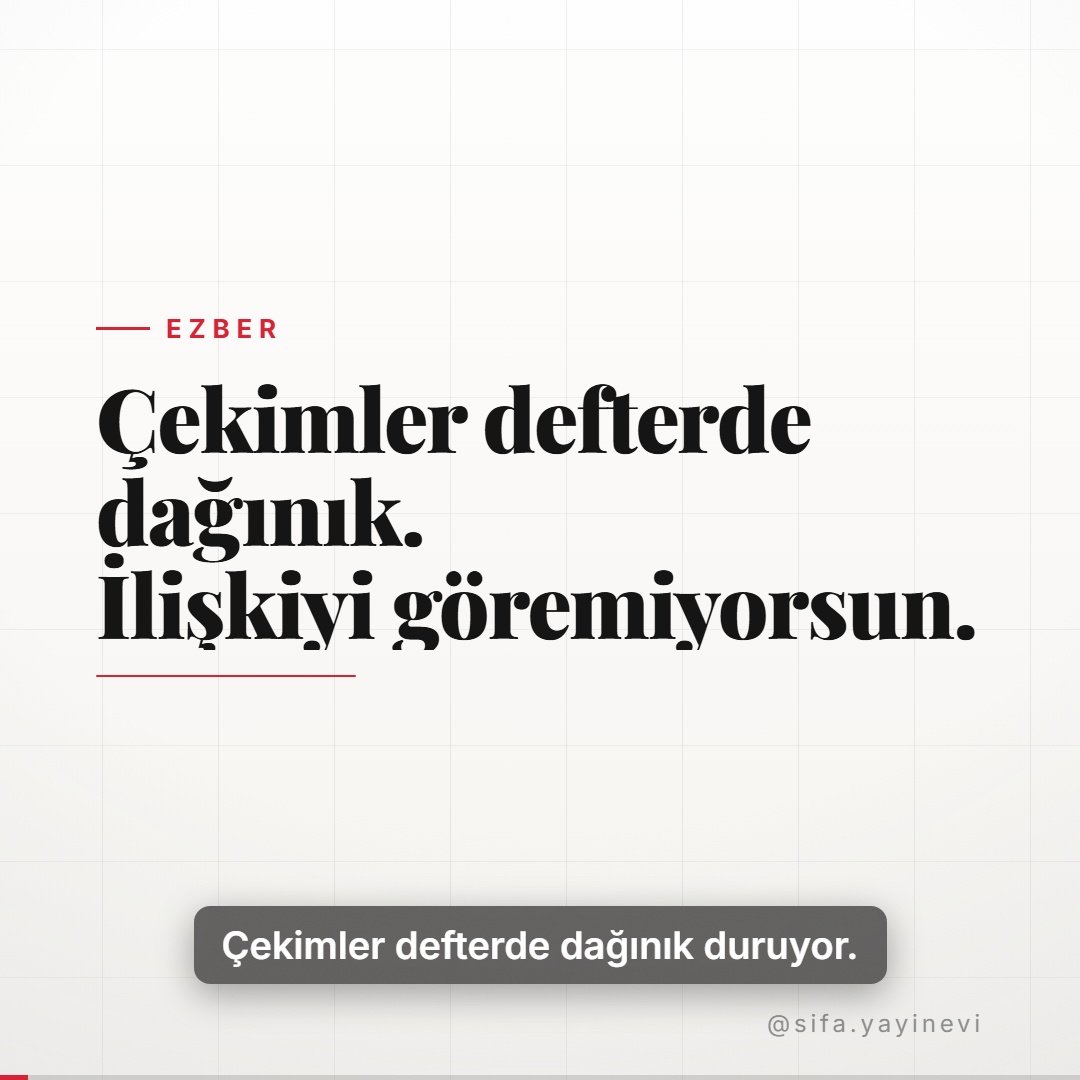 EZBER
Çekimler defterde
dağınık.
İlişkiyi göremiyorsun.
Çekimler defterde dağınık duruyor.
@sifa.yayinevi